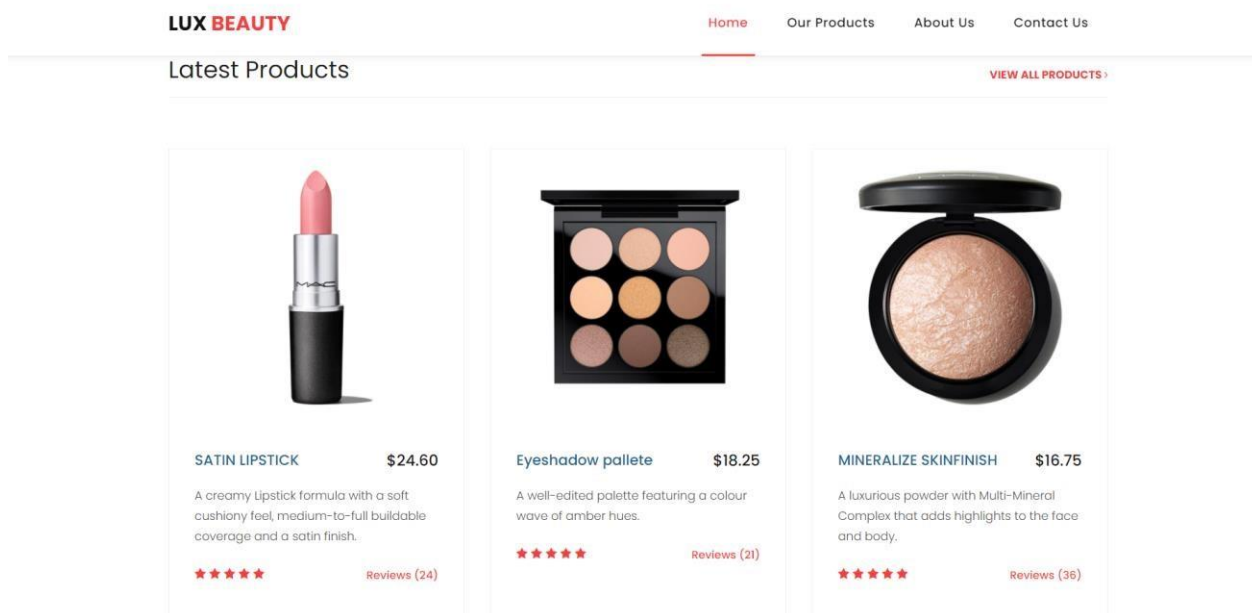 LUX BEAUTY
Home Our Products About Us Contact Us
Latest Products
VIEW ALL PRODUCTS ›
MAC
SATIN LIPSTICK $24.60
A creamy Lipstick formula with a soft
cushiony feel, medium-to-full buildable
coverage and a satin finish.
Reviews (24)
Eyeshadow pallete $18.25
A well-edited palette featuring a colour
wave of amber hues.
Reviews (21)
MINERALIZE SKINFINISH $16.75
A luxurious powder with Multi-Mineral
Complex that adds highlights to the face
and body.
Reviews (36)